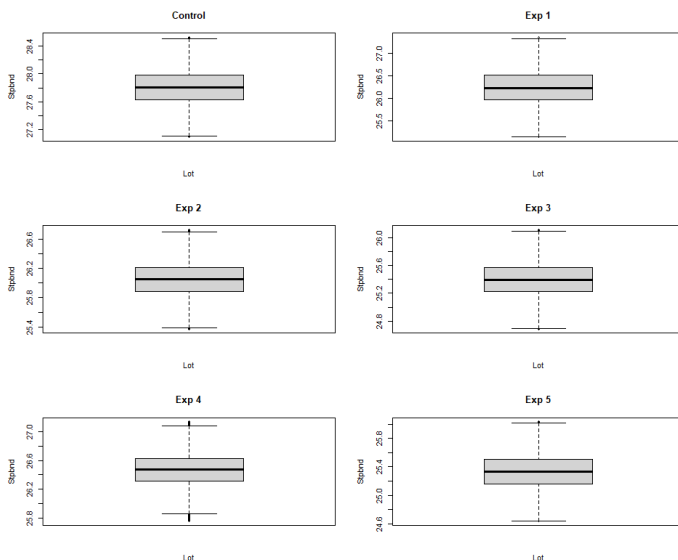 Control
Stpbnd
28.4
28.0
27.6
27.2
Lot
Exp 1
Stpbnd
27.0
26.5
26.0
25.5
Lot
Exp 2
Stpbnd
26.6
26.2
25.8
25.4
Lot
Exp 3
Stpbnd
26.0
25.6
25.2
24.8
Lot
Exp 4
Stpbnd
27.0
26.6
26.2
25.8
Lot
Exp 5
Stpbnd
25.8
25.4
25.0
24.6
Lot